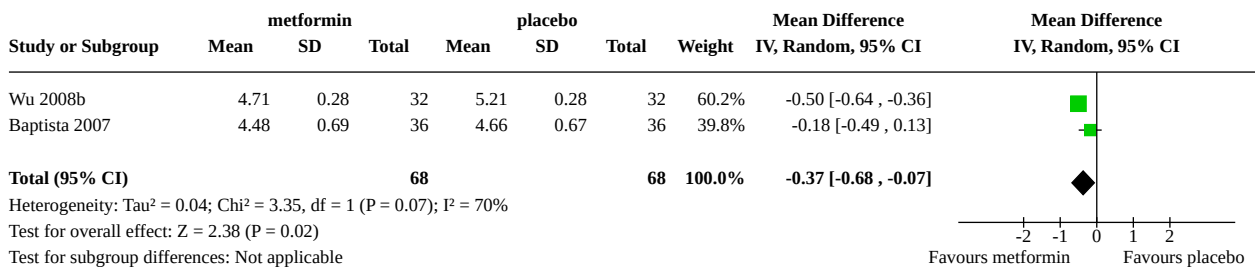 metformin placebo Mean Difference Mean Difference
Study or Subgroup Mean SD Total Mean SD Total Weight IV, Random, 95% CI IV, Random, 95% CI
Wu 2008b 4.71 0.28 32 5.21 0.28 32 60.2% -0.50 [-0.64 , -0.36]
Baptista 2007 4.48 0.69 36 4.66 0.67 36 39.8% -0.18 [-0.49 , 0.13]
Total (95% CI) 68 68 100.0% -0.37 [-0.68 , -0.07]
Heterogeneity: Tau² = 0.04; Chi² = 3.35, df = 1 (P = 0.07); I² = 70%
Test for overall effect: Z = 2.38 (P = 0.02)
-2 -1 0 1 2
Test for subgroup differences: Not applicable Favours metformin Favours placebo